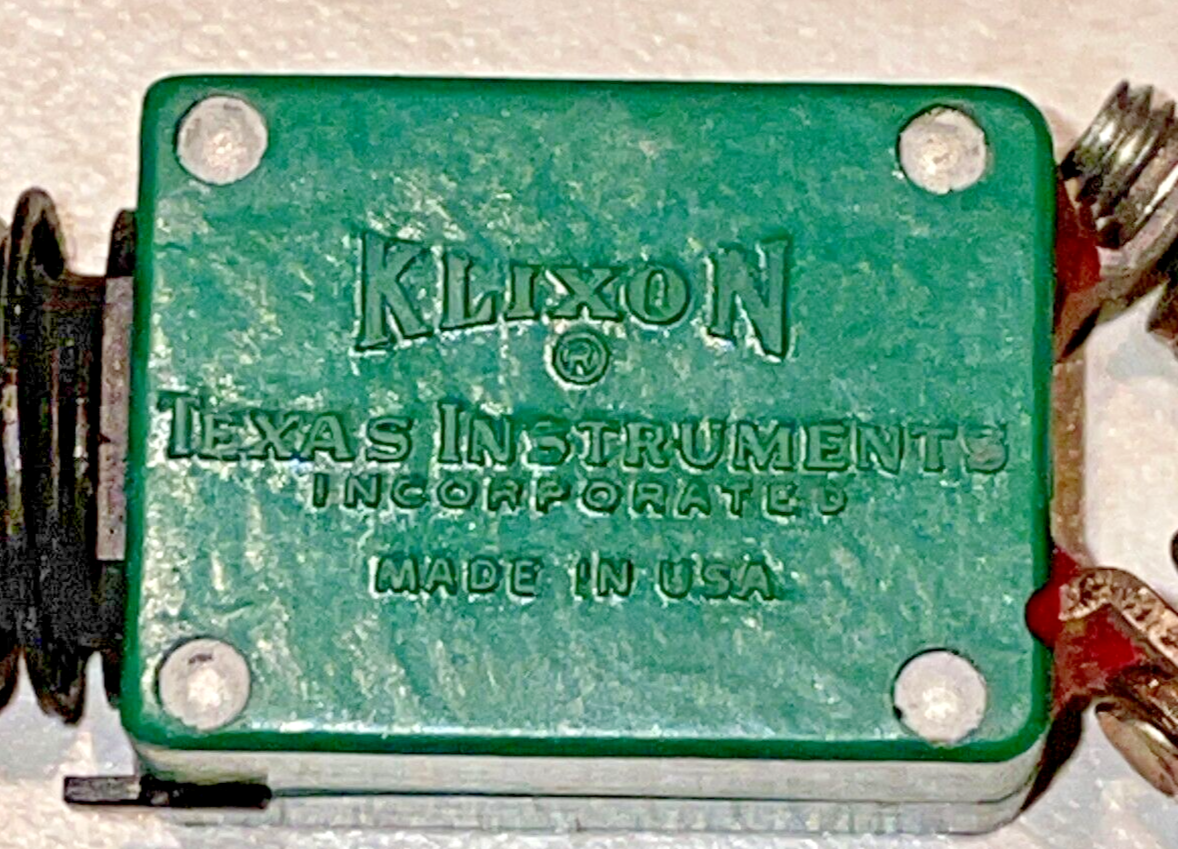 KLIXON
®
TEXAS INSTRUMENTS
INCORPORATED
MADE IN USA